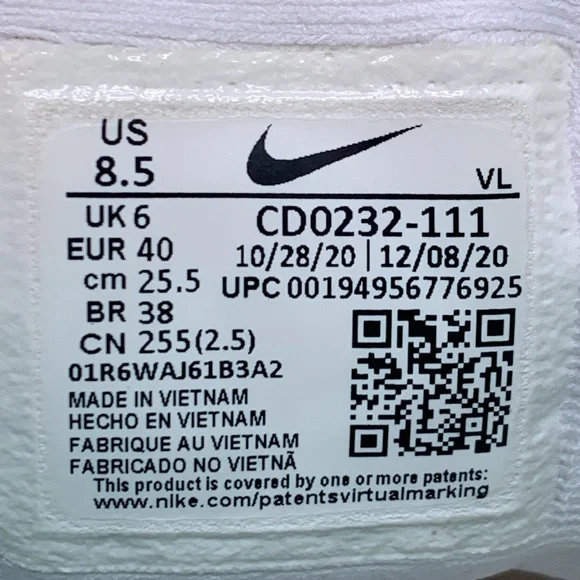 US
8.5
VL
UK 6
CD0232-111
EUR 40
10/28/20 | 12/08/20
cm 25.5
UPC 00194956776925
BR 38
CN 255(2.5)
01R6WAJ61B3A2
MADE IN VIETNAM
HECHO EN VIETNAM
FABRIQUE AU VIETNAM
FABRICADO NO VIETNÃ
This product is covered by one or more patents:
www.nike.com/patentsvirtualmarking